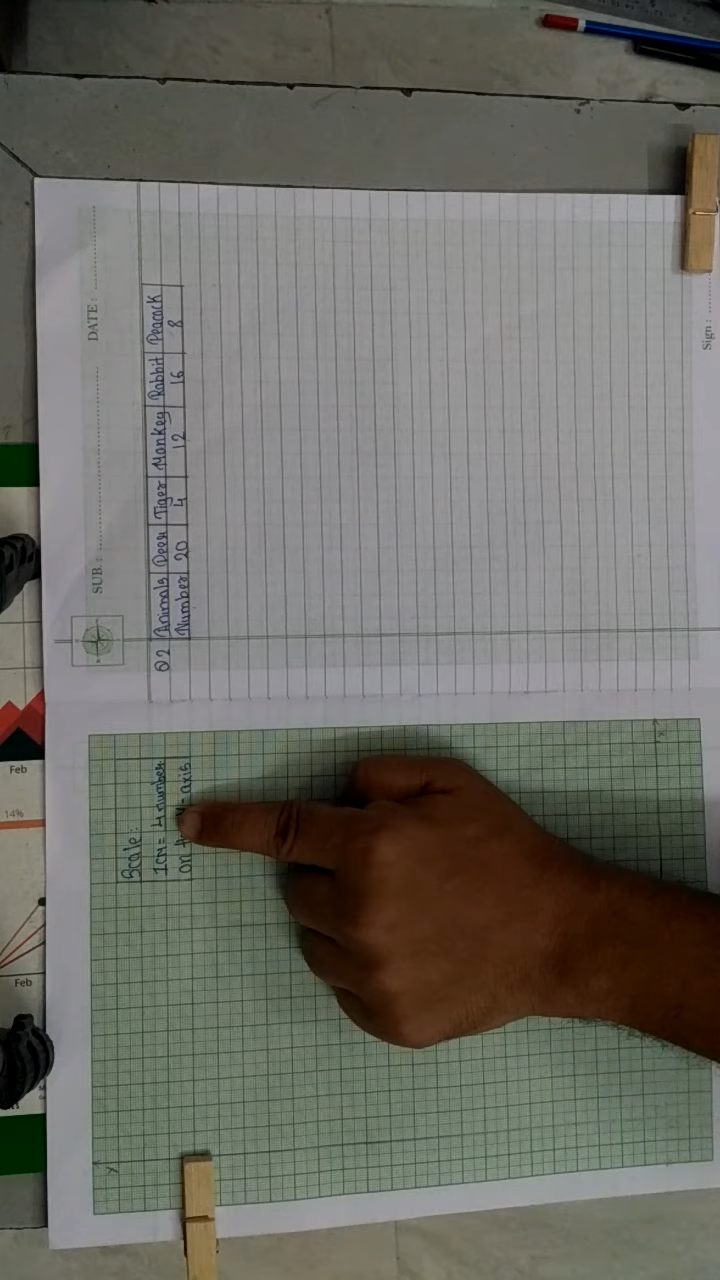 SUB. : DATE :
Q2 Animals Deer Tiger Monkey Rabbit Peacock
Number 20 4 12 16 8
Sign :
Scale:
1cm = 4 number
on -axis
Y
X
Feb
14%
Feb